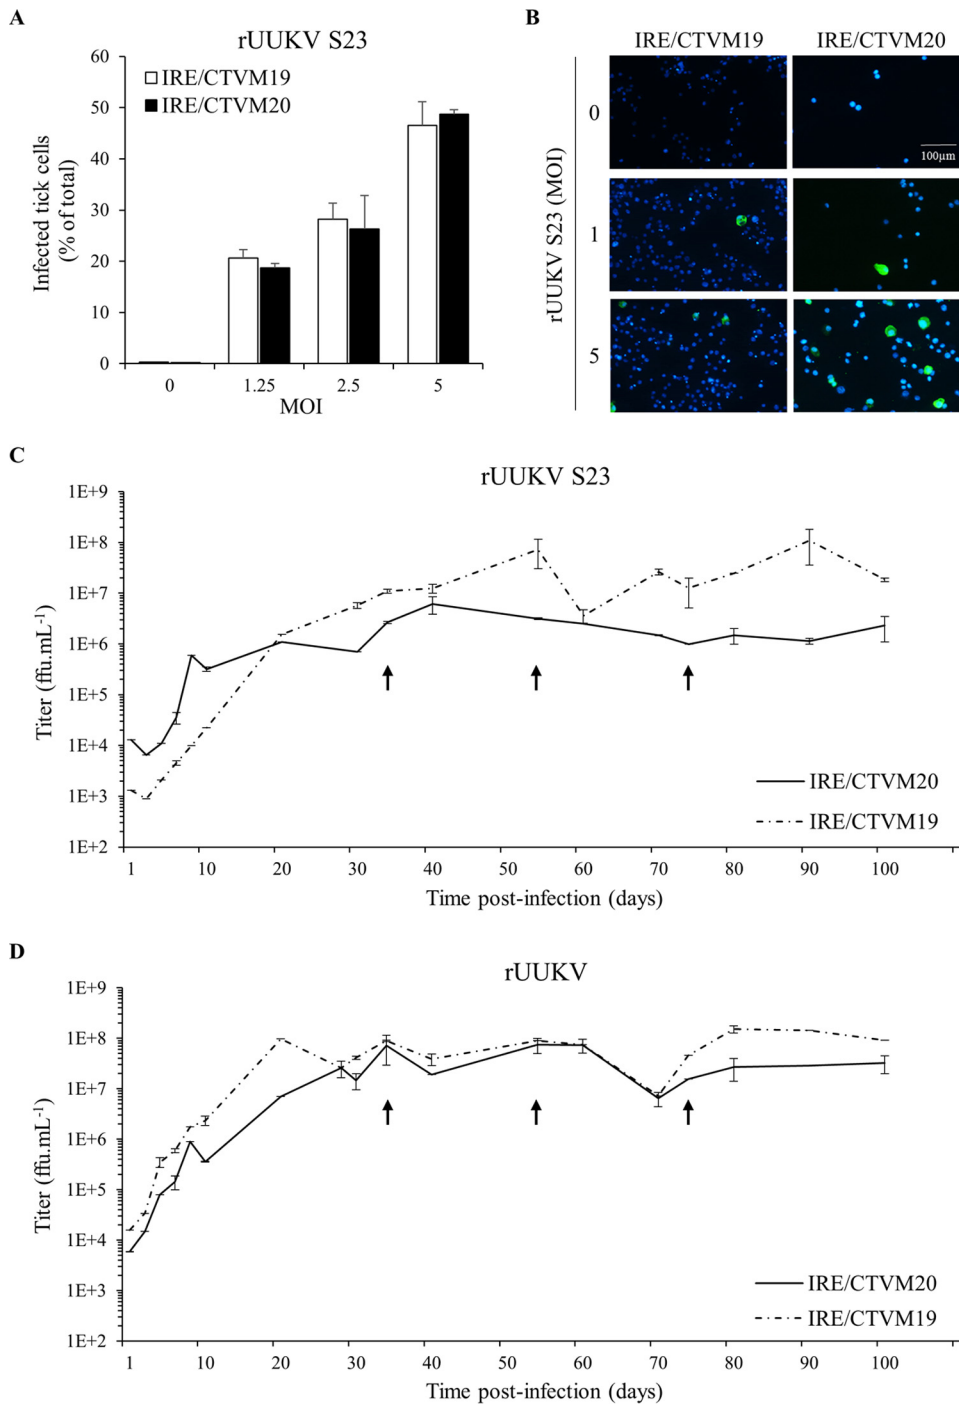 A
rUUKV S23
IRE/CTVM19
IRE/CTVM20
Infected tick cells
(% of total)
60
50
40
30
20
10
0
0 1.25 2.5 5
MOI
B
IRE/CTVM19 IRE/CTVM20
rUUKV S23 (MOI)
0
100µm
1
5
C
rUUKV S23
Titer (ffu.mL-1)
1E+9
1E+8
1E+7
1E+6
1E+5
1E+4
1E+3
1E+2
IRE/CTVM20
IRE/CTVM19
1 10 20 30 40 50 60 70 80 90 100
Time post-infection (days)
D
rUUKV
Titer (ffu.mL-1)
1E+9
1E+8
1E+7
1E+6
1E+5
1E+4
1E+3
1E+2
IRE/CTVM20
IRE/CTVM19
1 10 20 30 40 50 60 70 80 90 100
Time post-infection (days)